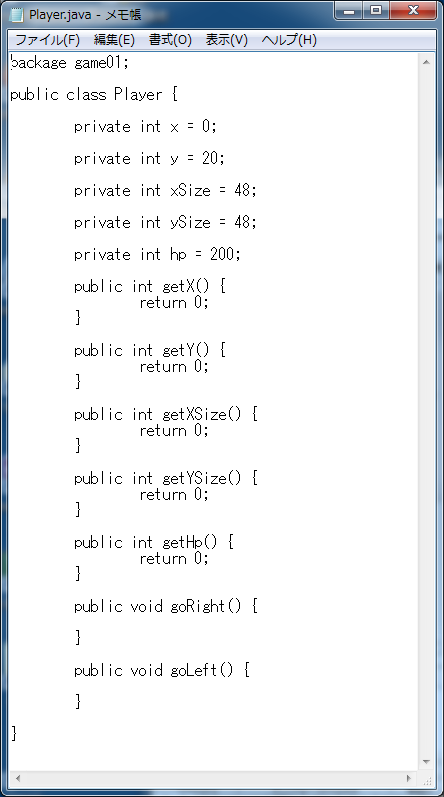 Player.java - メモ帳
ファイル(F) 編集(E) 書式(O) 表示(V) ヘルプ(H)
package game01;
public class Player {
private int x = 0;
private int y = 20;
private int xSize = 48;
private int ySize = 48;
private int hp = 200;
public int getX() {
return 0;
}
public int getY() {
return 0;
}
public int getXSize() {
return 0;
}
public int getYSize() {
return 0;
}
public int getHp() {
return 0;
}
public void goRight() {
}
public void goLeft() {
}
}